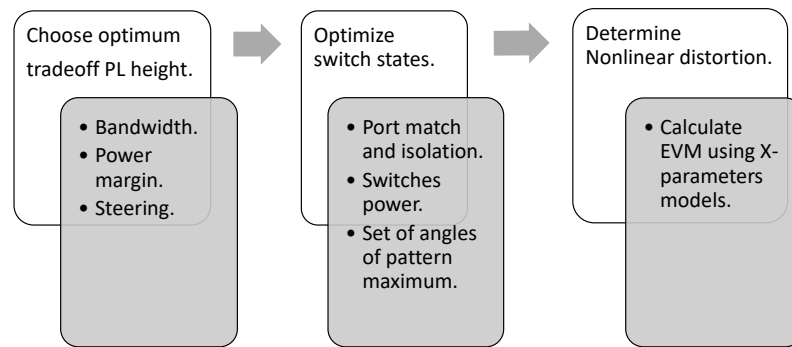 Choose optimum
tradeoff PL height.
• Bandwidth.
• Power
margin.
• Steering.
Optimize
switch states.
• Port match
and isolation.
• Switches
power.
• Set of angles
of pattern
maximum.
Determine
Nonlinear distortion.
• Calculate
EVM using X-
parameters
models.